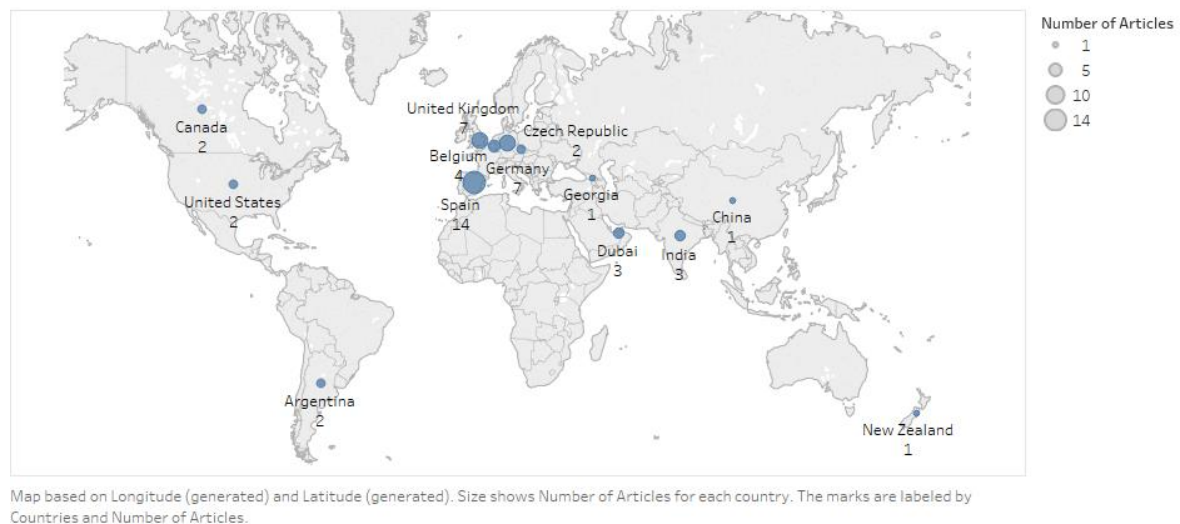 Number of Articles
1
5
10
14
United Kingdom
7
Czech Republic
2
Canada
2
Belgium
4
Germany
7
United States
2
Spain
14
Georgia
1
China
1
Dubai
3
India
3
Argentina
2
New Zealand
1
Map based on Longitude (generated) and Latitude (generated). Size shows Number of Articles for each country. The marks are labeled by
Countries and Number of Articles.